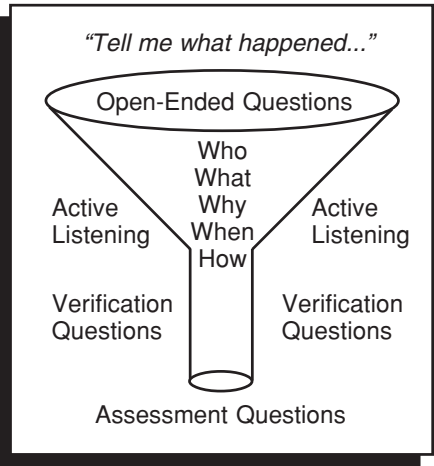 “Tell me what happened...”
Open-Ended Questions
Who
What
Why
When
How
Active
Listening
Active
Listening
Verification
Questions
Verification
Questions
Assessment Questions